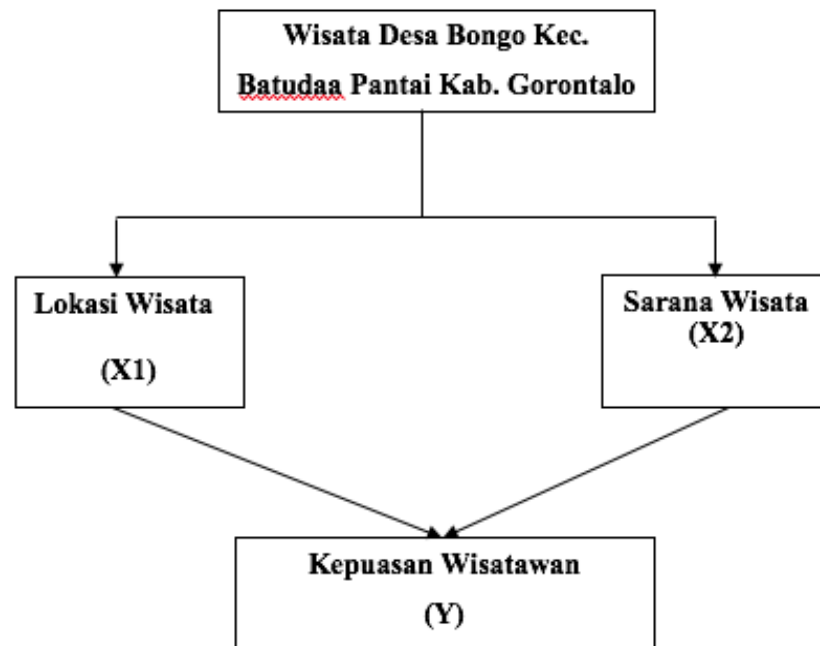 Wisata Desa Bongo Kec.
Batudaa Pantai Kab. Gorontalo
Lokasi Wisata
(X1)
Sarana Wisata
(X2)
Kepuasan Wisatawan
(Y)